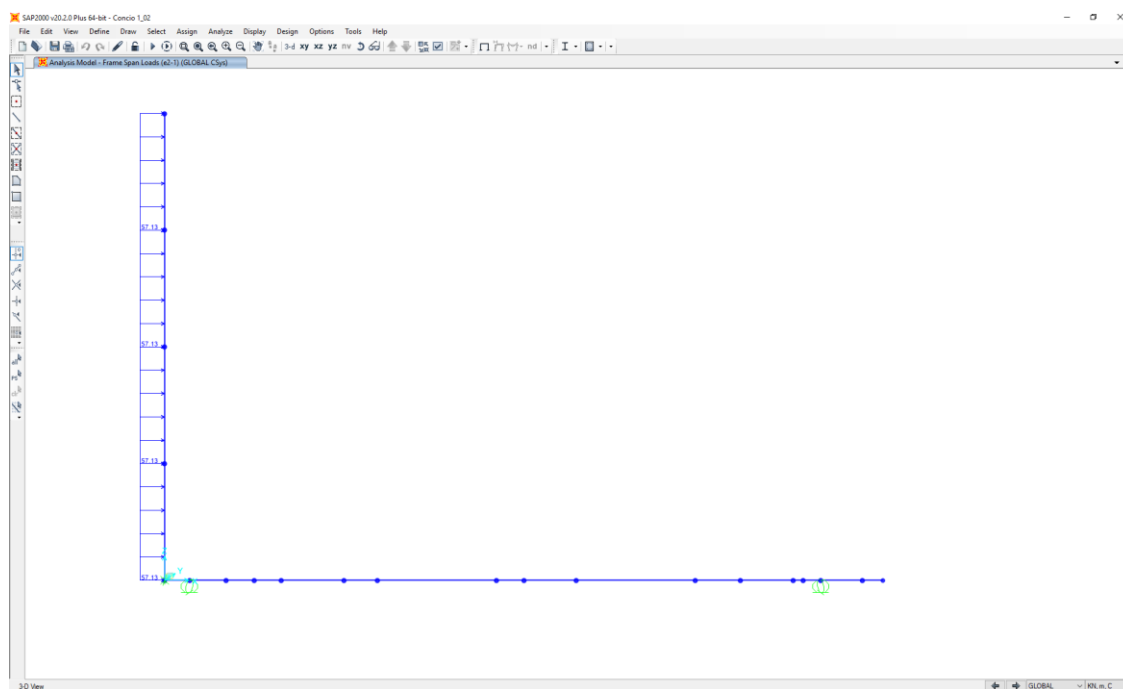 SAP2000 v20.2.0 Plus 64-bit - Concio 1_02
File Edit View Define Draw Select Assign Analyze Display Design Options Tools Help
3-d xy xz yz nv nd
Analysis Model - Frame Span Loads (e2-1) (GLOBAL CSys)
57.13
57.13
57.13
57.13
Y
3-D View
GLOBAL
KN, m, C